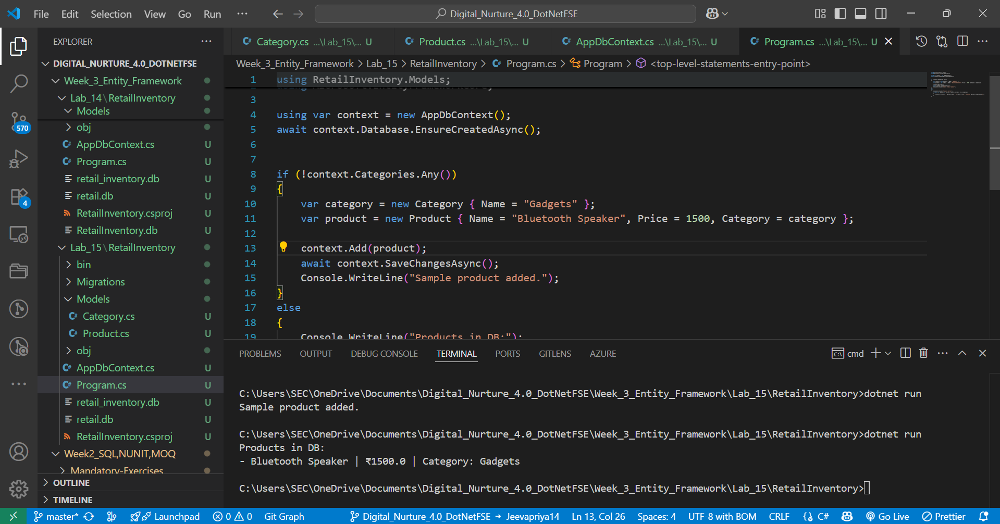 File Edit Selection View Go Run ··· Digital_Nurture_4.0_DotNetFSE
EXPLORER ···
DIGITAL_NURTURE_4.0_DOTNETFSE
Week_3_Entity_Framework
Lab_14\RetailInventory
Models
obj
AppDbContext.cs U
Program.cs U
retail_inventory.db U
retail.db U
RetailInventory.csproj U
RetailInventory.db U
Lab_15\RetailInventory
bin
Migrations
Models
Category.cs U
Product.cs U
obj
AppDbContext.cs U
Program.cs U
retail_inventory.db U
retail.db U
RetailInventory.csproj U
Week2_SQL,NUNIT,MOQ
Mandatory-Exercises
OUTLINE
TIMELINE
570
4
Category.cs ...\Lab_15\... U Product.cs ...\Lab_15\... U AppDbContext.cs ...\Lab_15\... U Program.cs ...\Lab_15\... U
Week_3_Entity_Framework > Lab_15 > RetailInventory > Program.cs > Program > <top-level-statements-entry-point>
1 using RetailInventory.Models;
3
4 using var context = new AppDbContext();
5 await context.Database.EnsureCreatedAsync();
6
7
8 if (!context.Categories.Any())
9 {
10 var category = new Category { Name = "Gadgets" };
11 var product = new Product { Name = "Bluetooth Speaker", Price = 1500, Category = category };
12
13 context.Add(product);
14 await context.SaveChangesAsync();
15 Console.WriteLine("Sample product added.");
16 }
17 else
18 {
19 Console.WriteLine("Products in DB:");
PROBLEMS OUTPUT DEBUG CONSOLE TERMINAL PORTS GITLENS AZURE cmd
C:\Users\SEC\OneDrive\Documents\Digital_Nurture_4.0_DotNetFSE\Week_3_Entity_Framework\Lab_15\RetailInventory>dotnet run
Sample product added.
C:\Users\SEC\OneDrive\Documents\Digital_Nurture_4.0_DotNetFSE\Week_3_Entity_Framework\Lab_15\RetailInventory>dotnet run
Products in DB:
- Bluetooth Speaker | ₹1500.0 | Category: Gadgets
C:\Users\SEC\OneDrive\Documents\Digital_Nurture_4.0_DotNetFSE\Week_3_Entity_Framework\Lab_15\RetailInventory>
master* Launchpad 0 0 Git Graph Digital_Nurture_4.0_DotNetFSE → Jeevapriya14 Ln 13, Col 26 Spaces: 4 UTF-8 with BOM CRLF {} C# Go Live Prettier